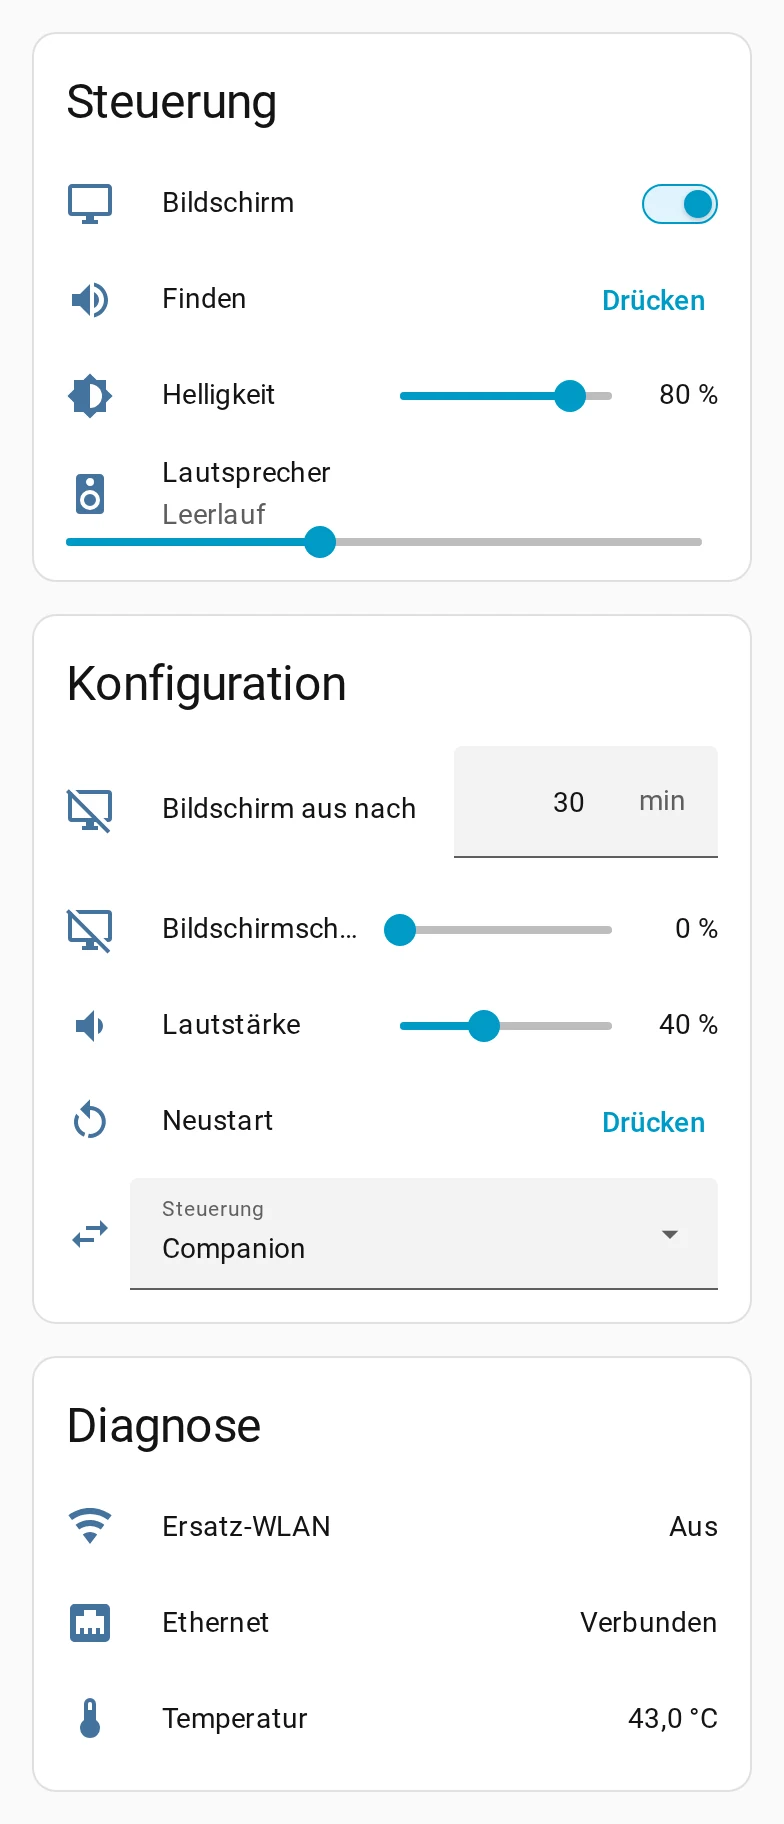 Steuerung
Bildschirm
Finden Drücken
Helligkeit 80 %
Lautsprecher
Leerlauf
Konfiguration
Bildschirm aus nach 30 min
Bildschirmsch… 0 %
Lautstärke 40 %
Neustart Drücken
Steuerung
Companion
Diagnose
Ersatz-WLAN Aus
Ethernet Verbunden
Temperatur 43,0 °C